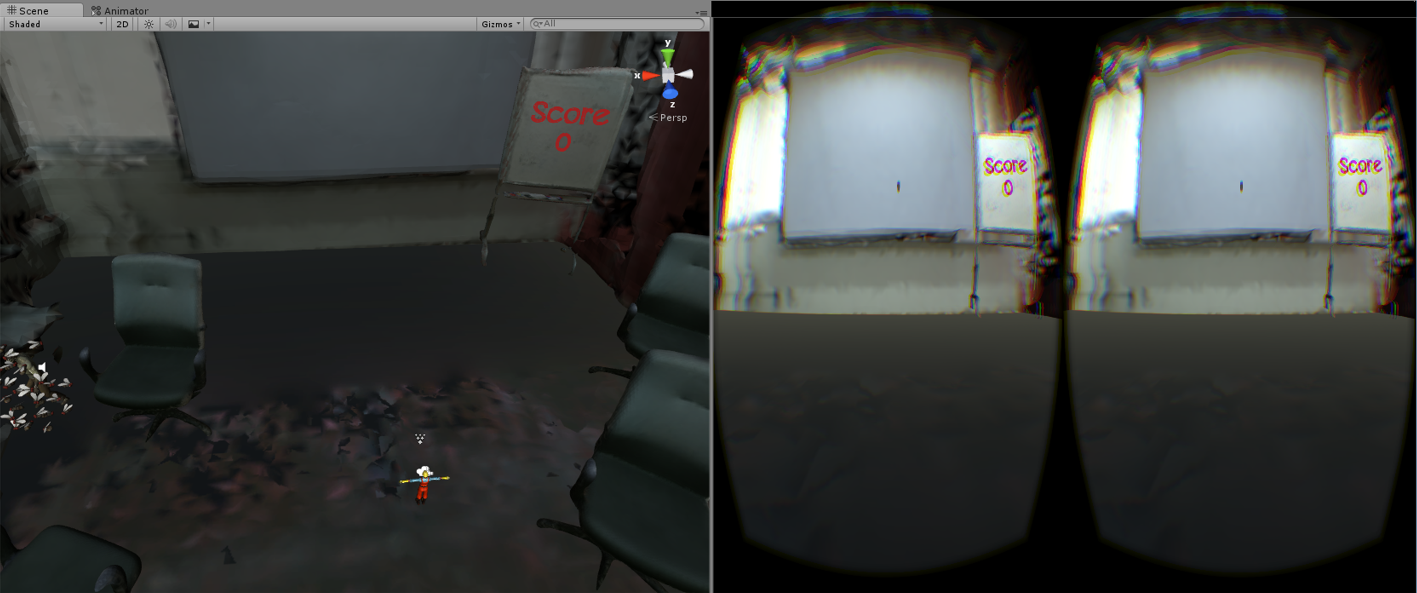 Scene
Animator
Shaded
2D
Gizmos
All
y
x
z
Persp
Score
0
Score
0
Score
0